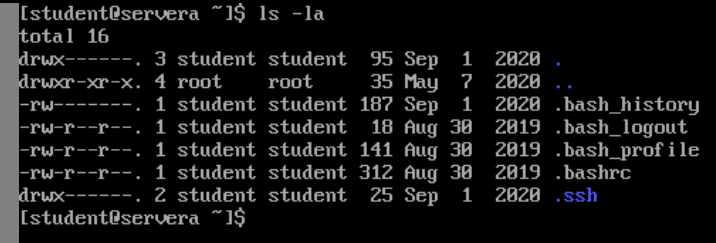 [student@servera ~]$ ls -la
total 16
drwx------. 3 student student  95 Sep  1  2020 .
drwxr-xr-x. 4 root    root     35 May  7  2020 ..
-rw-------. 1 student student 187 Sep  1  2020 .bash_history
-rw-r--r--. 1 student student  18 Aug 30  2019 .bash_logout
-rw-r--r--. 1 student student 141 Aug 30  2019 .bash_profile
-rw-r--r--. 1 student student 312 Aug 30  2019 .bashrc
drwx------. 2 student student  25 Sep  1  2020 .ssh
[student@servera ~]$